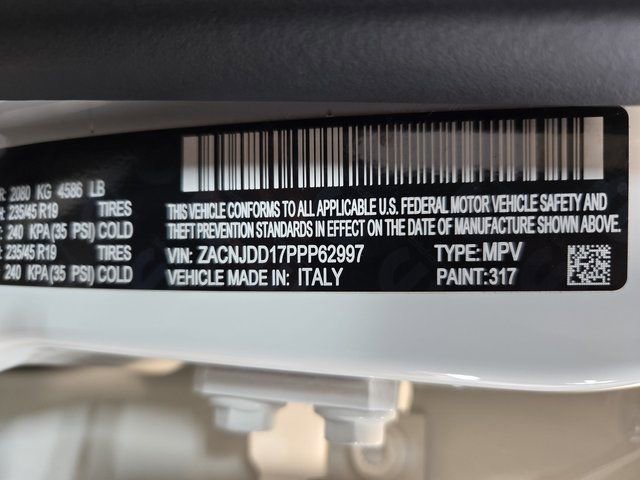 R: 2080 KG 4586 LB
235/45 R19 TIRES
240 KPA(35 PSI) COLD
235/45 R19 TIRES
240 KPA(35 PSI) COLD
THIS VEHICLE CONFORMS TO ALL APPLICABLE U.S. FEDERAL MOTOR VEHICLE SAFETY AND
THEFT PREVENTION STANDARDS IN EFFECT ON THE DATE OF MANUFACTURE SHOWN ABOVE.
VIN: ZACNJDD17PPP62997 TYPE: MPV
VEHICLE MADE IN: ITALY PAINT: 317